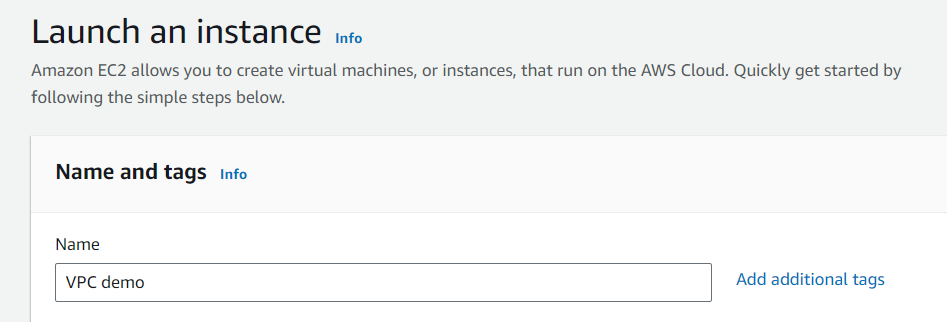 Launch an instance Info
Amazon EC2 allows you to create virtual machines, or instances, that run on the AWS Cloud. Quickly get started by
following the simple steps below.
Name and tags Info
Name
VPC demo Add additional tags